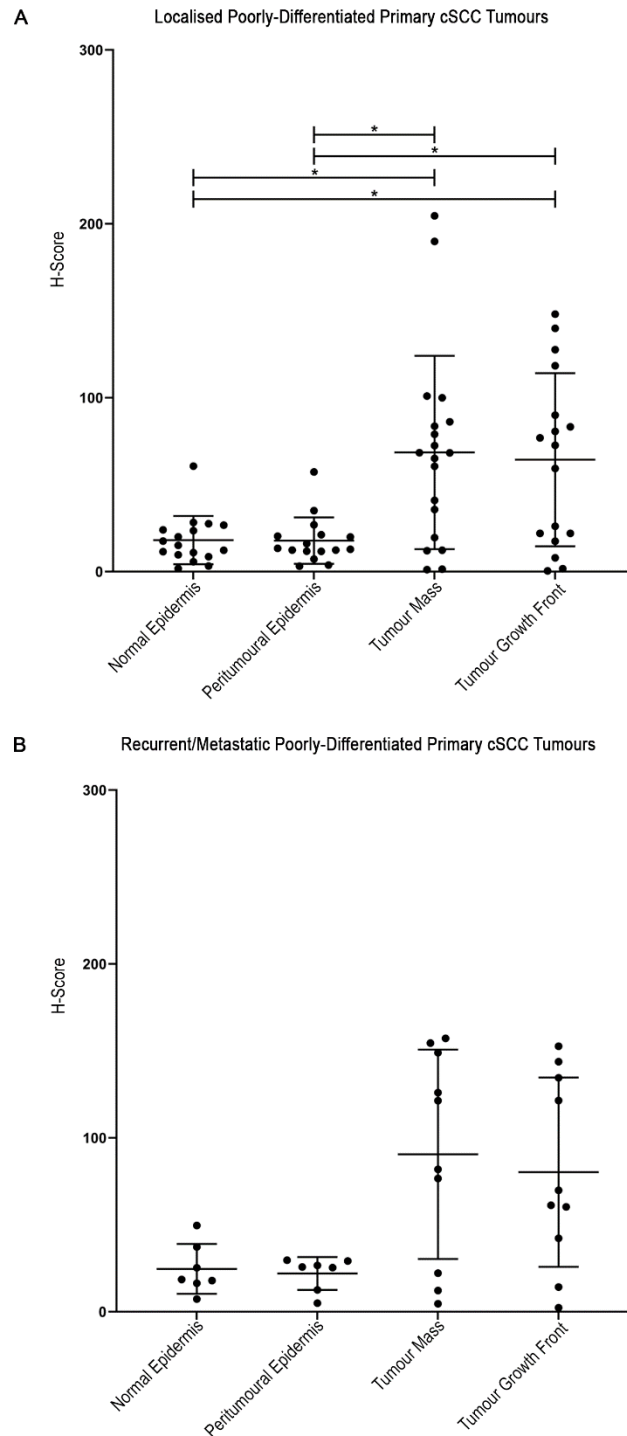 A
Localised Poorly-Differentiated Primary cSCC Tumours
300
200
100
0
H-Score
*
*
*
*
Normal Epidermis
Peritumoural Epidermis
Tumour Mass
Tumour Growth Front
B
Recurrent/Metastatic Poorly-Differentiated Primary cSCC Tumours
300
200
100
0
H-Score
Normal Epidermis
Peritumoural Epidermis
Tumour Mass
Tumour Growth Front